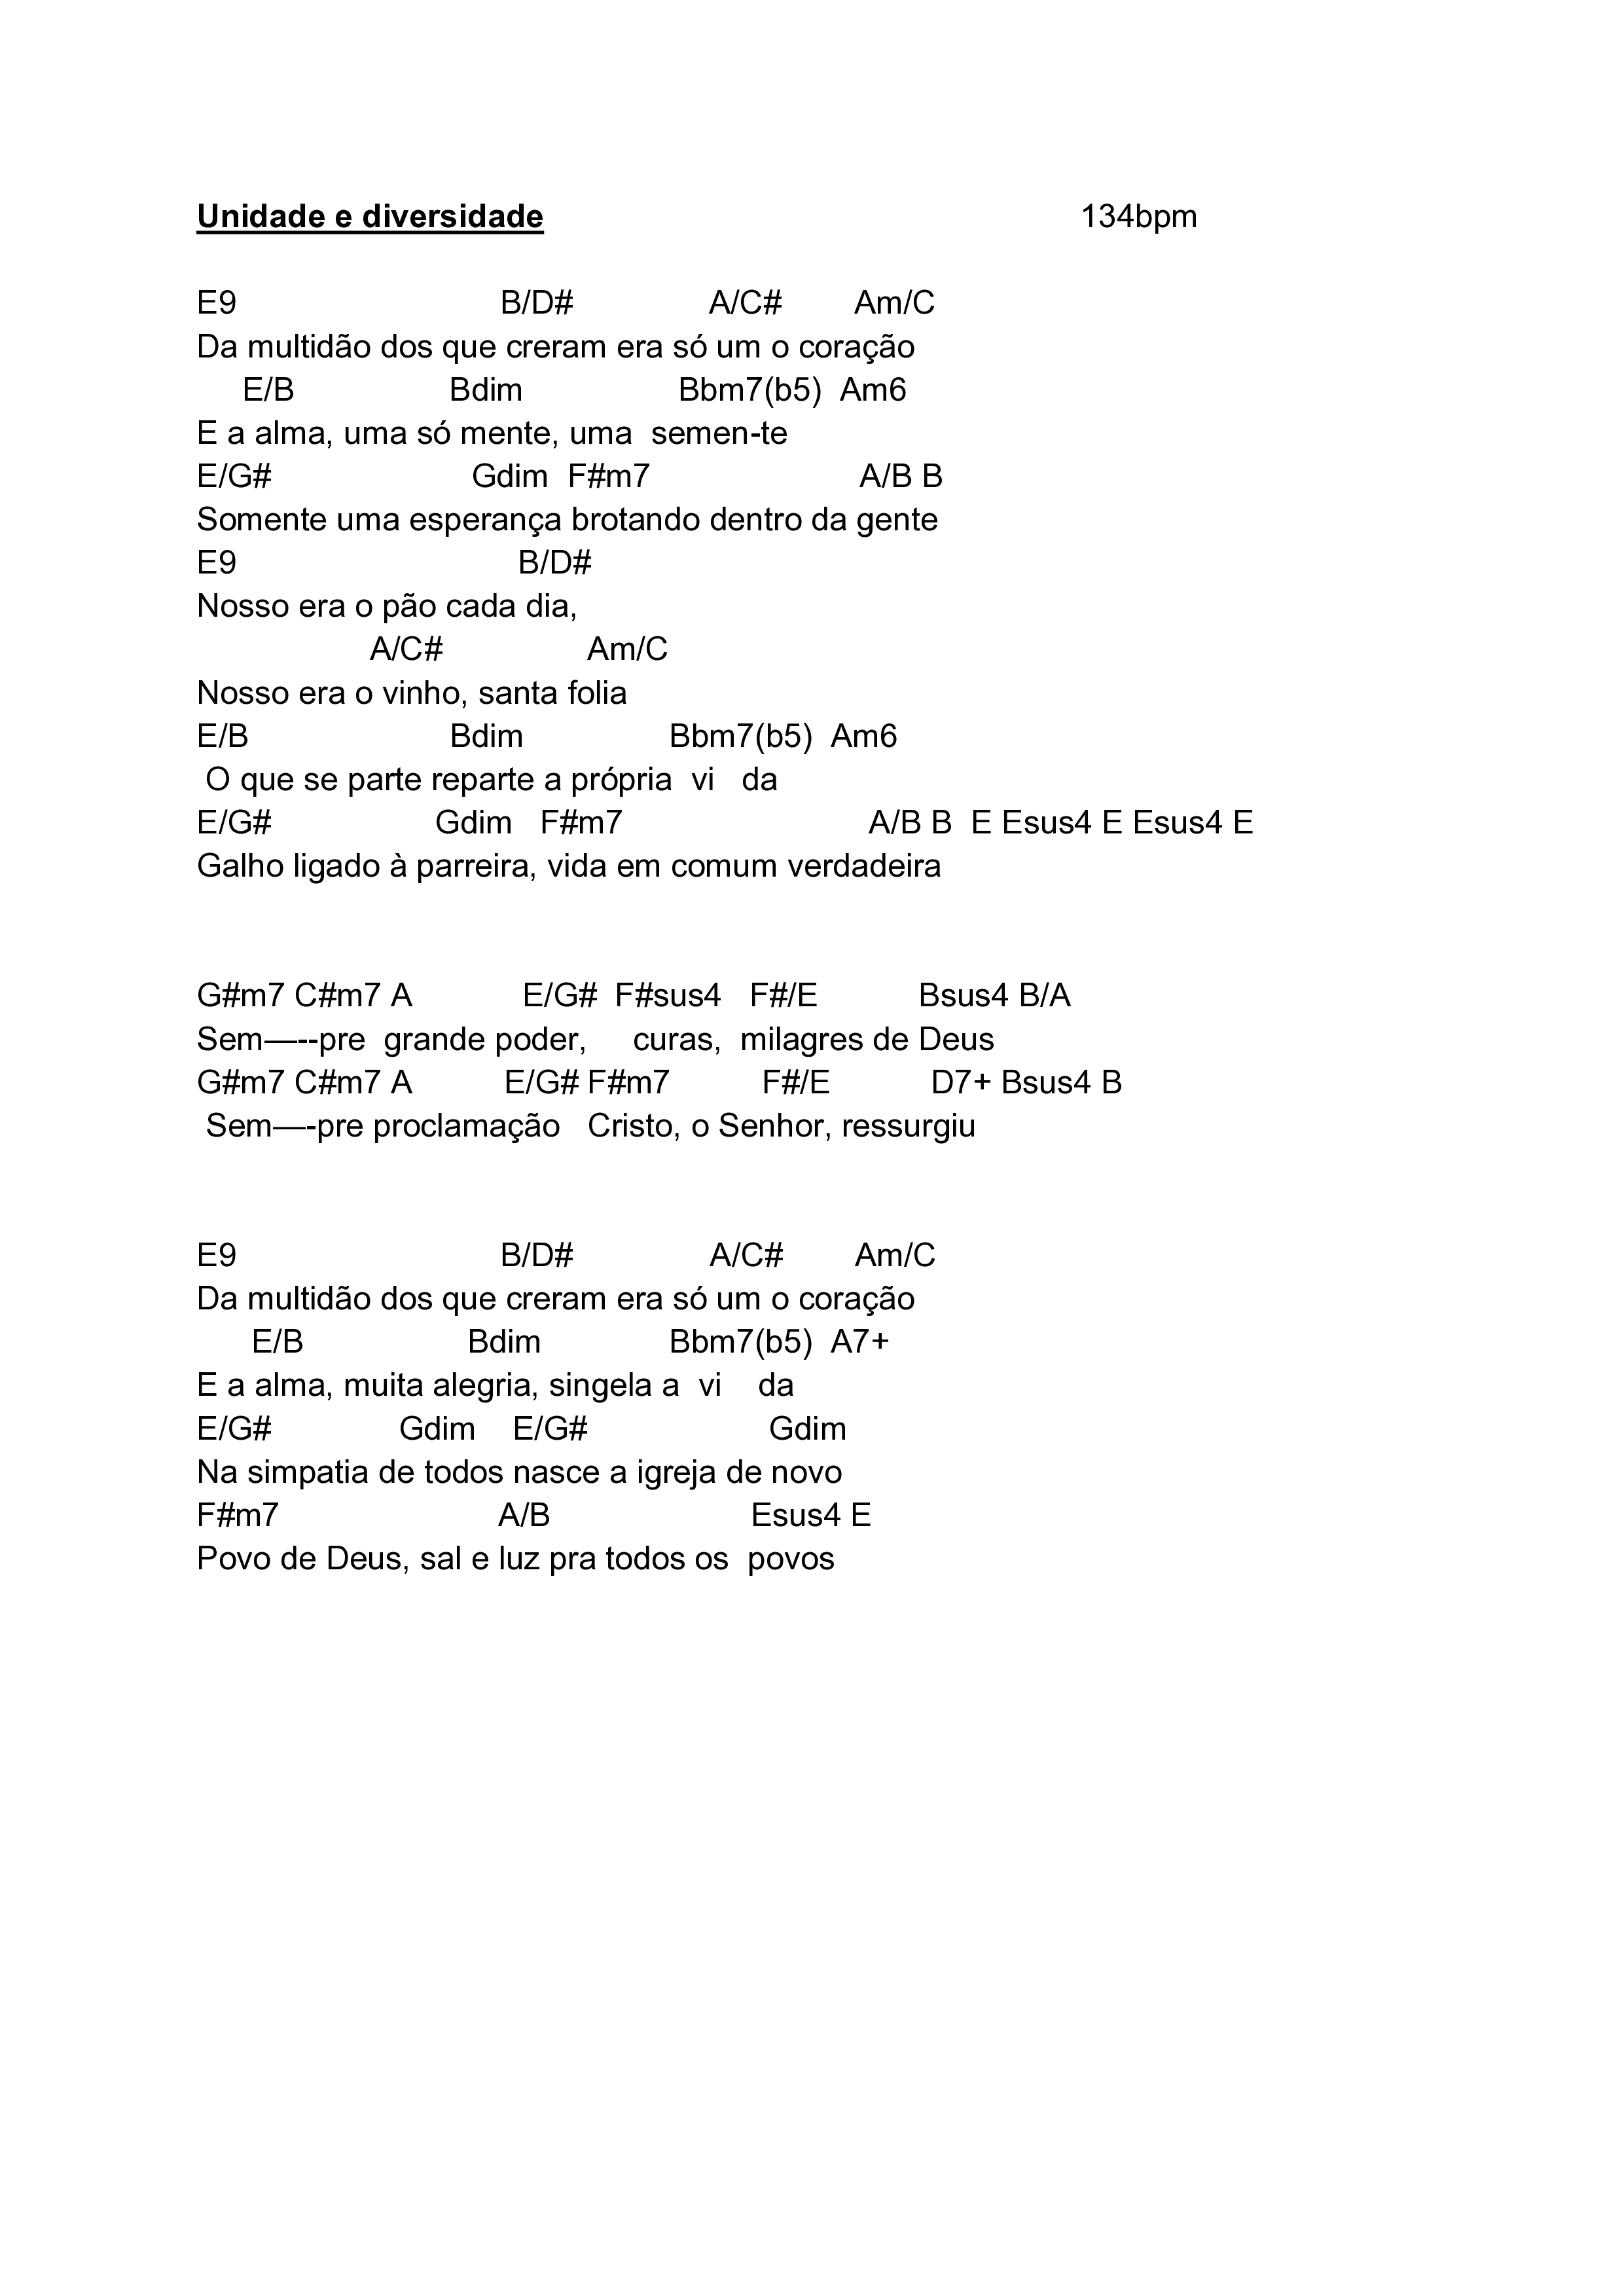 Unidade e diversidade 134bpm
E9 B/D# A/C# Am/C
Da multidão dos que creram era só um o coração
E/B Bdim Bbm7(b5) Am6
E a alma, uma só mente, uma semen-te
E/G# Gdim F#m7 A/B B
Somente uma esperança brotando dentro da gente
E9 B/D#
Nosso era o pão cada dia,
A/C# Am/C
Nosso era o vinho, santa folia
E/B Bdim Bbm7(b5) Am6
O que se parte reparte a própria vi da
E/G# Gdim F#m7 A/B B E Esus4 E Esus4 E
Galho ligado à parreira, vida em comum verdadeira
G#m7 C#m7 A E/G# F#sus4 F#/E Bsus4 B/A
Sem—--pre grande poder, curas, milagres de Deus
G#m7 C#m7 A E/G# F#m7 F#/E D7+ Bsus4 B
Sem—-pre proclamação Cristo, o Senhor, ressurgiu
E9 B/D# A/C# Am/C
Da multidão dos que creram era só um o coração
E/B Bdim Bbm7(b5) A7+
E a alma, muita alegria, singela a vi da
E/G# Gdim E/G# Gdim
Na simpatia de todos nasce a igreja de novo
F#m7 A/B Esus4 E
Povo de Deus, sal e luz pra todos os povos